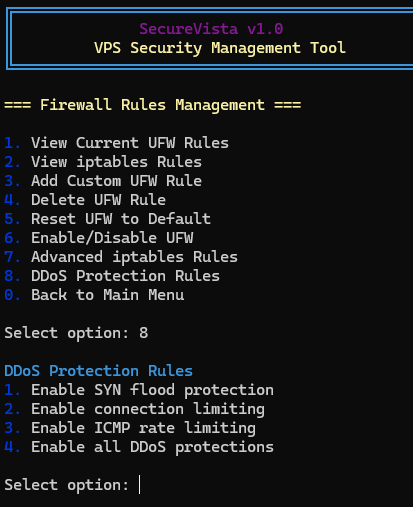 SecureVista v1.0
VPS Security Management Tool
=== Firewall Rules Management ===
1. View Current UFW Rules
2. View iptables Rules
3. Add Custom UFW Rule
4. Delete UFW Rule
5. Reset UFW to Default
6. Enable/Disable UFW
7. Advanced iptables Rules
8. DDoS Protection Rules
0. Back to Main Menu
Select option: 8
DDoS Protection Rules
1. Enable SYN flood protection
2. Enable connection limiting
3. Enable ICMP rate limiting
4. Enable all DDoS protections
Select option: